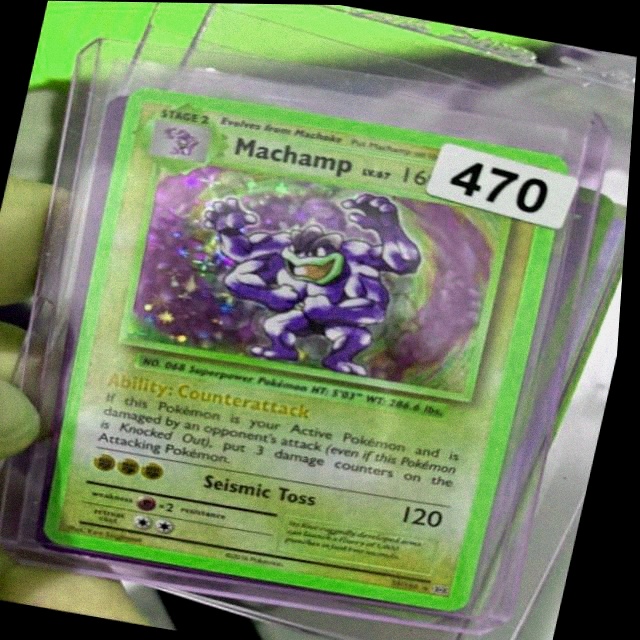 STAGE 2 Evolves from Machoke Put Machamp on
Machamp LV.67 16
470
NO. 068 Superpower Pokémon HT: 5'03" WT: 286.6 lbs.
Ability: Counterattack
If this Pokémon is your Active Pokémon and is
damaged by an opponent's attack (even if this Pokémon
is Knocked Out), put 3 damage counters on the
Attacking Pokémon.
Seismic Toss 120
weakness ×2 resistance
retreat cost
©2016 Pokémon